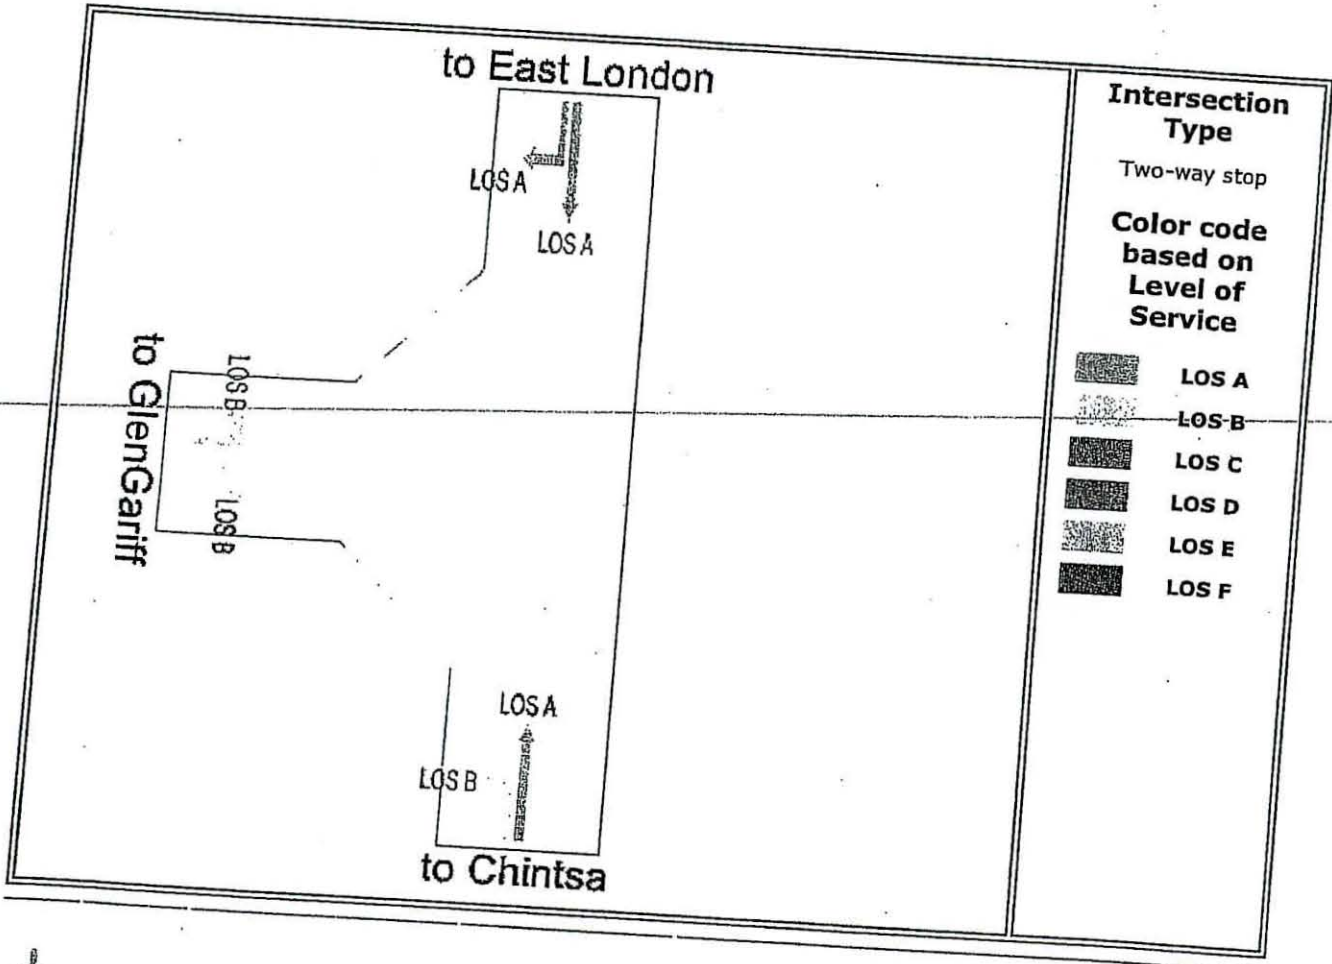 to East London
LOS A
LOS A
to GlenGariff
LOS B
LOS B
LOS A
LOS B
to Chintsa
Intersection
Type
Two-way stop
Color code
based on
Level of
Service
LOS A
LOS B
LOS C
LOS D
LOS E
LOS F